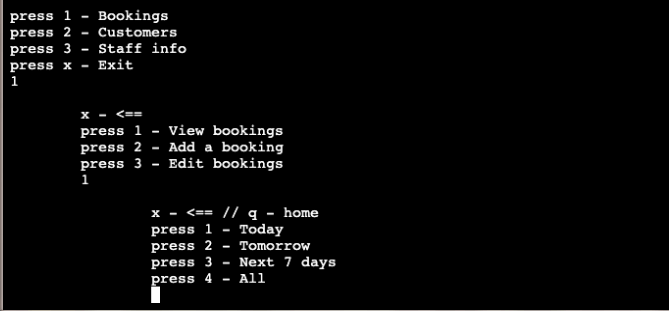 press 1 - Bookings
press 2 - Customers
press 3 - Staff info
press x - Exit
1
x - <==
press 1 - View bookings
press 2 - Add a booking
press 3 - Edit bookings
1
x - <== // q - home
press 1 - Today
press 2 - Tomorrow
press 3 - Next 7 days
press 4 - All